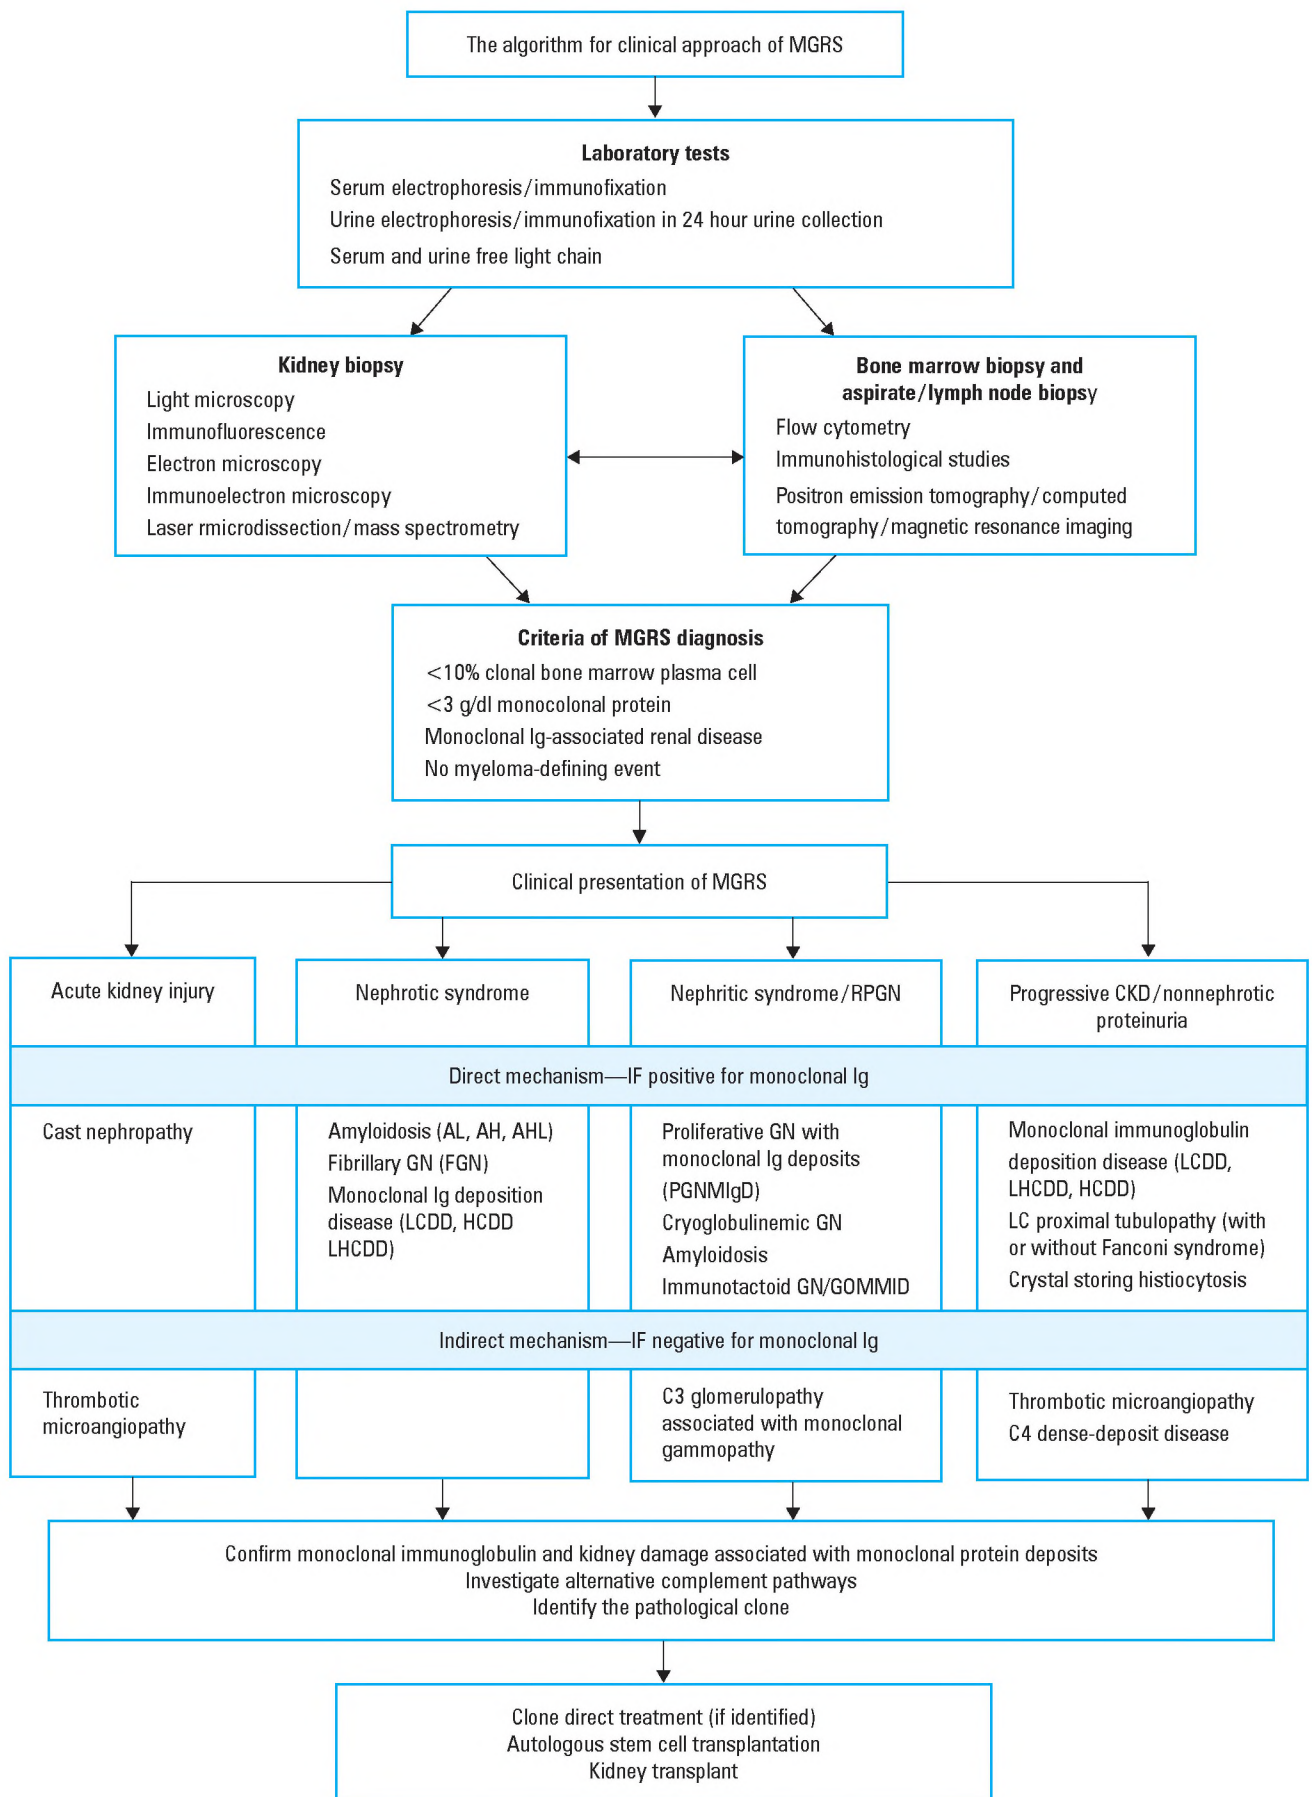 The algorithm for clinical approach of MGRS
Laboratory tests
Serum electrophoresis/immunofixation
Urine electrophoresis/immunofixation in 24 hour urine collection
Serum and urine free light chain
Kidney biopsy
Light microscopy
Immunofluorescence
Electron microscopy
Immunoelectron microscopy
Laser rmicrodissection/mass spectrometry
Bone marrow biopsy and
aspirate/lymph node biopsy
Flow cytometry
Immunohistological studies
Positron emission tomography/computed
tomography/magnetic resonance imaging
Criteria of MGRS diagnosis
<10% clonal bone marrow plasma cell
<3 g/dl monocolonal protein
Monoclonal Ig-associated renal disease
No myeloma-defining event
Clinical presentation of MGRS
Acute kidney injury
Nephrotic syndrome
Nephritic syndrome/RPGN
Progressive CKD/nonnephrotic
proteinuria
Direct mechanism—IF positive for monoclonal Ig
Cast nephropathy
Amyloidosis (AL, AH, AHL)
Fibrillary GN (FGN)
Monoclonal Ig deposition
disease (LCDD, HCDD
LHCDD)
Proliferative GN with
monoclonal Ig deposits
(PGNMIgD)
Cryoglobulinemic GN
Amyloidosis
Immunotactoid GN/GOMMID
Monoclonal immunoglobulin
deposition disease (LCDD,
LHCDD, HCDD)
LC proximal tubulopathy (with
or without Fanconi syndrome)
Crystal storing histiocytosis
Indirect mechanism—IF negative for monoclonal Ig
Thrombotic
microangiopathy
C3 glomerulopathy
associated with monoclonal
gammopathy
Thrombotic microangiopathy
C4 dense-deposit disease
Confirm monoclonal immunoglobulin and kidney damage associated with monoclonal protein deposits
Investigate alternative complement pathways
Identify the pathological clone
Clone direct treatment (if identified)
Autologous stem cell transplantation
Kidney transplant